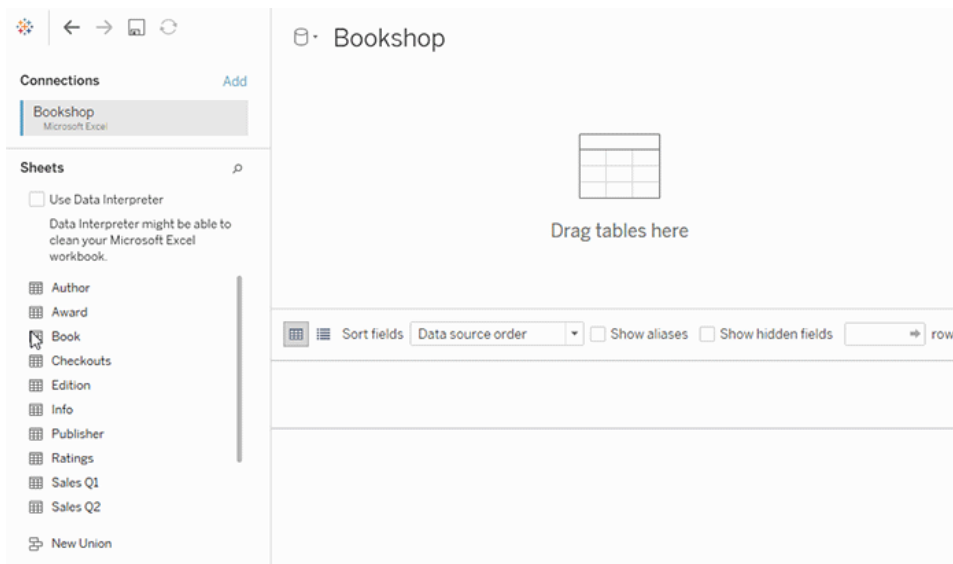 Bookshop
Connections Add
Bookshop
Microsoft Excel
Sheets
Use Data Interpreter
Data Interpreter might be able to
clean your Microsoft Excel
workbook.
Author
Award
Book
Checkouts
Edition
Info
Publisher
Ratings
Sales Q1
Sales Q2
New Union
Drag tables here
Sort fields Data source order Show aliases Show hidden fields row